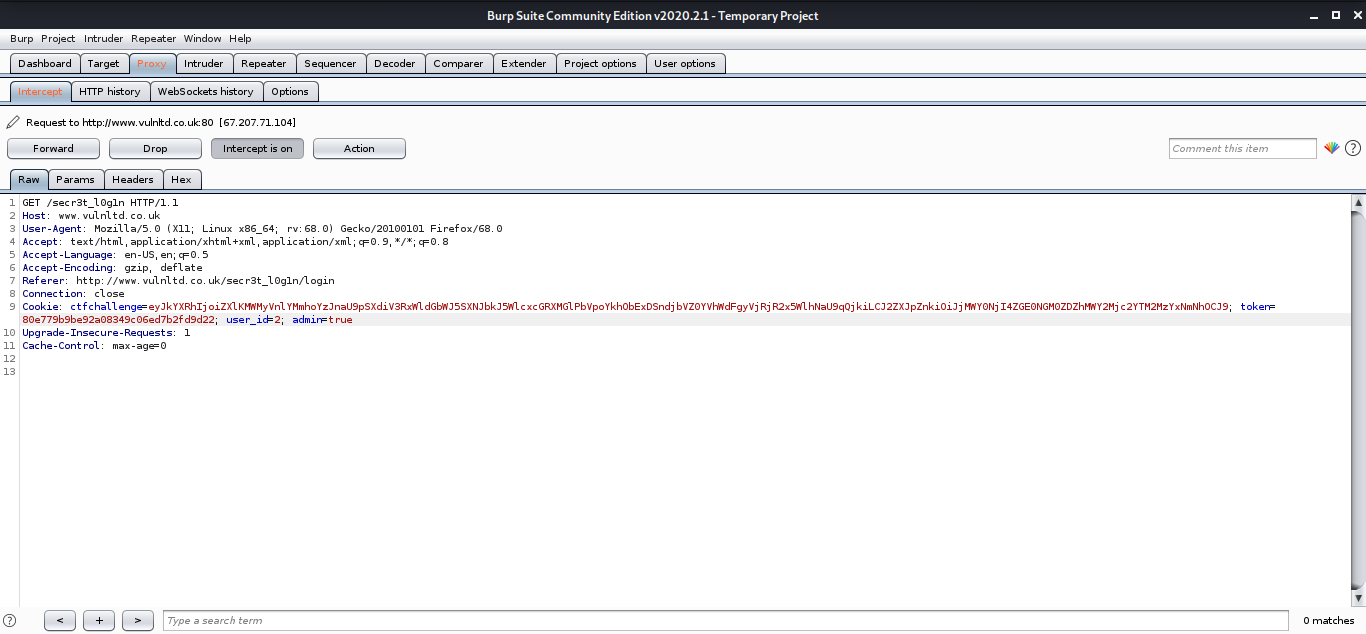 Burp Suite Community Edition v2020.2.1 - Temporary Project
Burp Project Intruder Repeater Window Help
Dashboard Target Proxy Intruder Repeater Sequencer Decoder Comparer Extender Project options User options
Intercept HTTP history WebSockets history Options
Request to http://www.vulnltd.co.uk:80 [67.207.71.104]
Forward Drop Intercept is on Action Comment this item ?
Raw Params Headers Hex
1 GET /secr3t_l0g1n HTTP/1.1
2 Host: www.vulnltd.co.uk
3 User-Agent: Mozilla/5.0 (X11; Linux x86_64; rv:68.0) Gecko/20100101 Firefox/68.0
4 Accept: text/html,application/xhtml+xml,application/xml;q=0.9,*/*;q=0.8
5 Accept-Language: en-US,en;q=0.5
6 Accept-Encoding: gzip, deflate
7 Referer: http://www.vulnltd.co.uk/secr3t_l0g1n/login
8 Connection: close
9 Cookie: ctfchallenge=eyJkYXRhIjoiZXlKMWMyVnlYMmhoYzJnaU9pSXdiV3RxWldGbWJ5SXNJbkJ5WlcxcGRXMGlPbVpoYkhObExDSndjbVZ0YVhWdFgyVjRjR2x5WlhNaU9qQjkiLCJ2ZXJpZnkiOiJjMWY0NjI4ZGE0NGM0ZDZhMWY2Mjc2YTM2MzYxNmNhOCJ9; token=
80e779b9be92a08349c06ed7b2fd9d22; user_id=2; admin=true
10 Upgrade-Insecure-Requests: 1
11 Cache-Control: max-age=0
12
13
? < + > Type a search term 0 matches